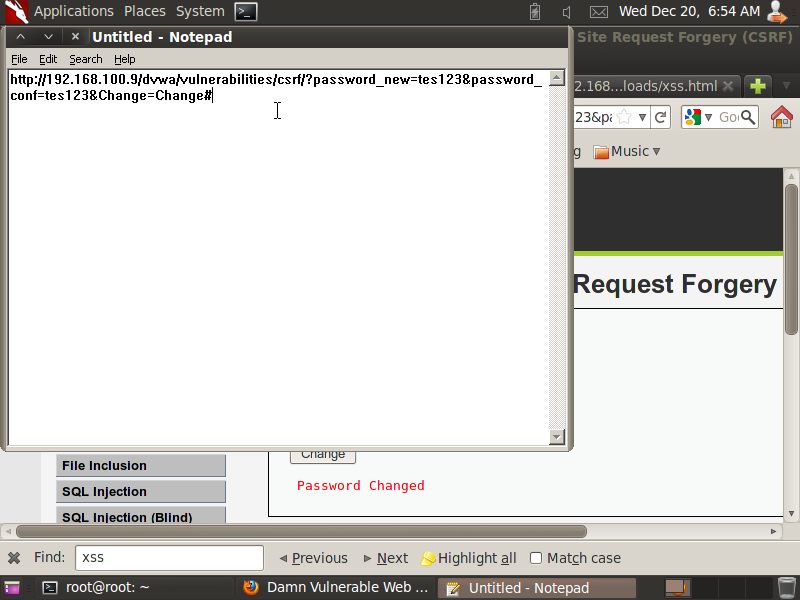 Applications Places System Wed Dec 20, 6:54 AM
Untitled - Notepad
Site Request Forgery (CSRF)
File Edit Search Help
http://192.168.100.9/dvwa/vulnerabilities/csrf/?password_new=tes123&password_
conf=tes123&Change=Change#
2.168...loads/xss.html
23&pa
Goo
g Music
Request Forgery
Change
Password Changed
File Inclusion
SQL Injection
SQL Injection (Blind)
Find: xss Previous Next Highlight all Match case
root@root: ~ Damn Vulnerable Web ... Untitled - Notepad